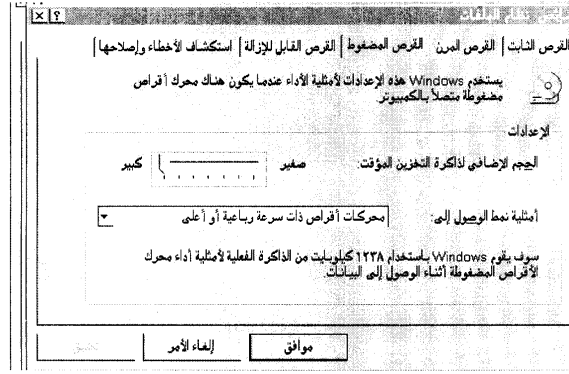 القرص الثابت | القرص المرن | القرص المضغوط | القرص القابل للإزالة | استكشاف الأخطاء وإصلاحها
يستخدم Windows هذه الإعدادات لأمثلية الأداء عندما يكون هناك محرك أقراص
مضغوطة متصلاً بالكمبيوتر.
الإعدادات
الحجم الإضافي لذاكرة التخزين المؤقت: صغير كبير
أمثلية نمط الوصول إلى: محركات أقراص ذات سرعة رباعية أو أعلى
سوف يقوم Windows باستخدام ١٢٣٨ كيلوبايت من الذاكرة الفعلية لأمثلية أداء محرك
الأقراص المضغوطة أثناء الوصول إلى البيانات.
موافق إلغاء الأمر